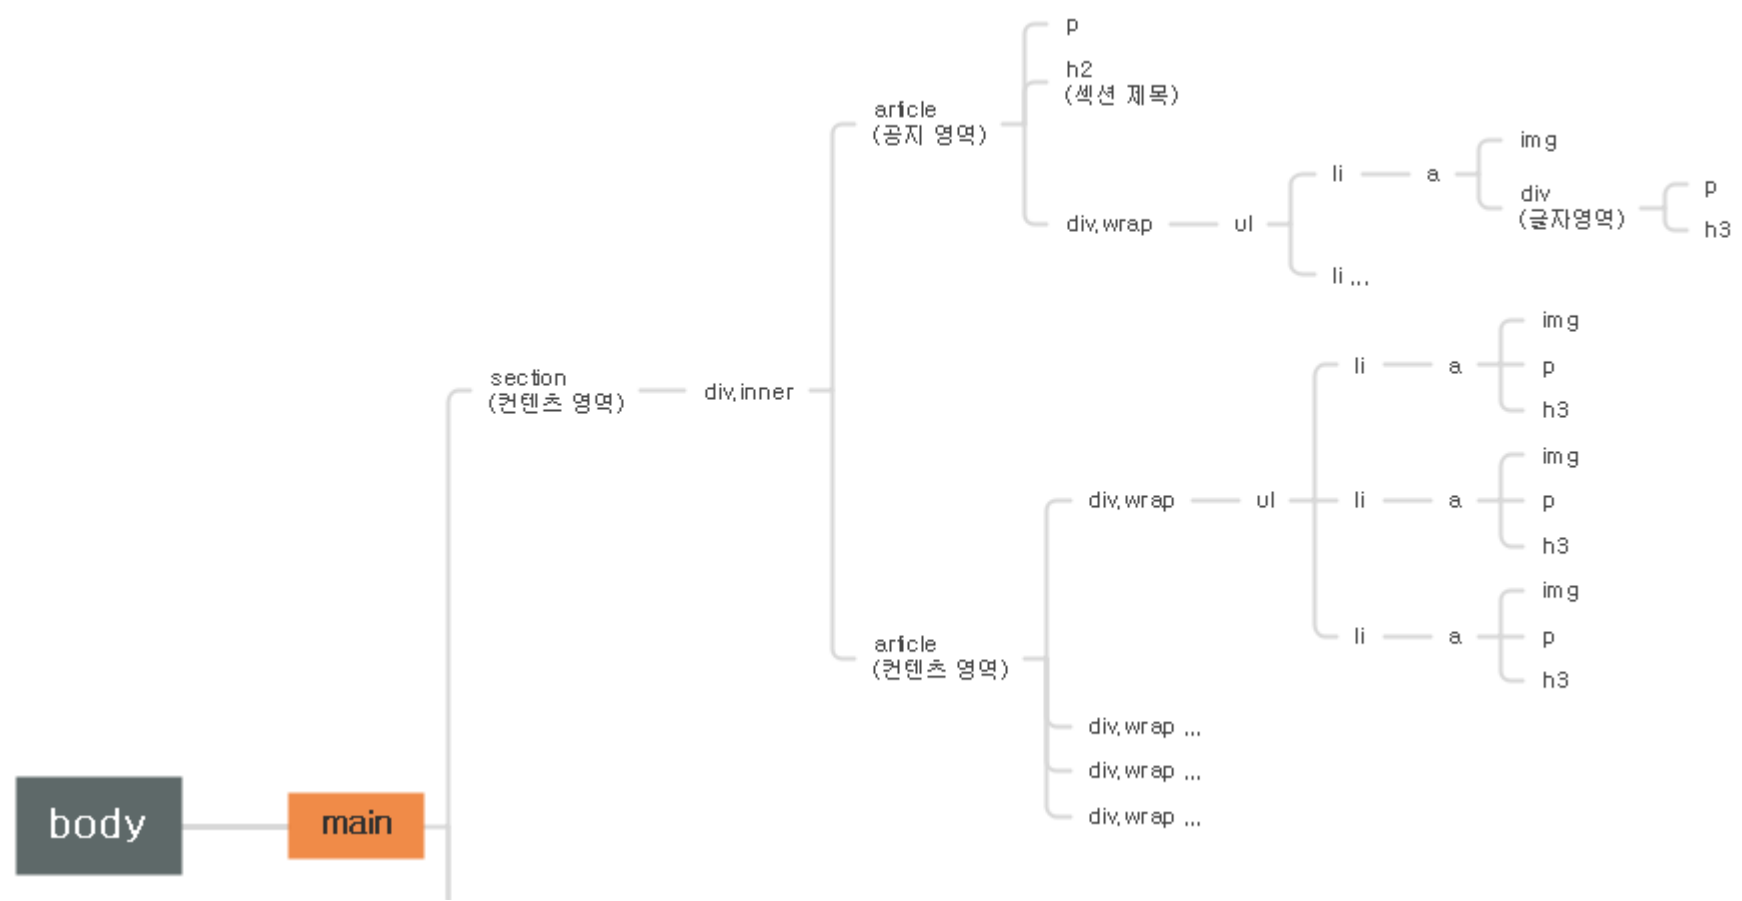 p
h2
(섹션 제목)
article
(공지 영역)
img
li
a
p
div
(글자영역)
div.wrap
ul
h3
li ...
img
li
a
p
section
(컨텐츠 영역)
div.inner
h3
img
div.wrap
ul
li
a
p
h3
img
article
(컨텐츠 영역)
li
a
p
h3
div.wrap ...
div.wrap ...
div.wrap ...
body
main